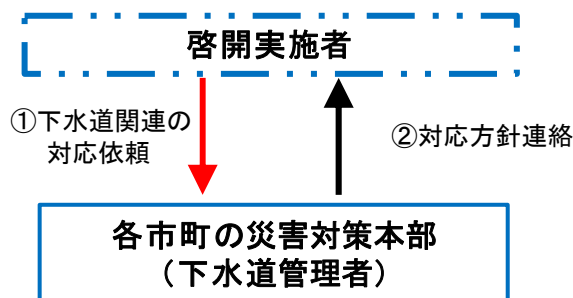 啓開実施者
①下水道関連の
対応依頼
②対応方針連絡
各市町の災害対策本部
（下水道管理者）